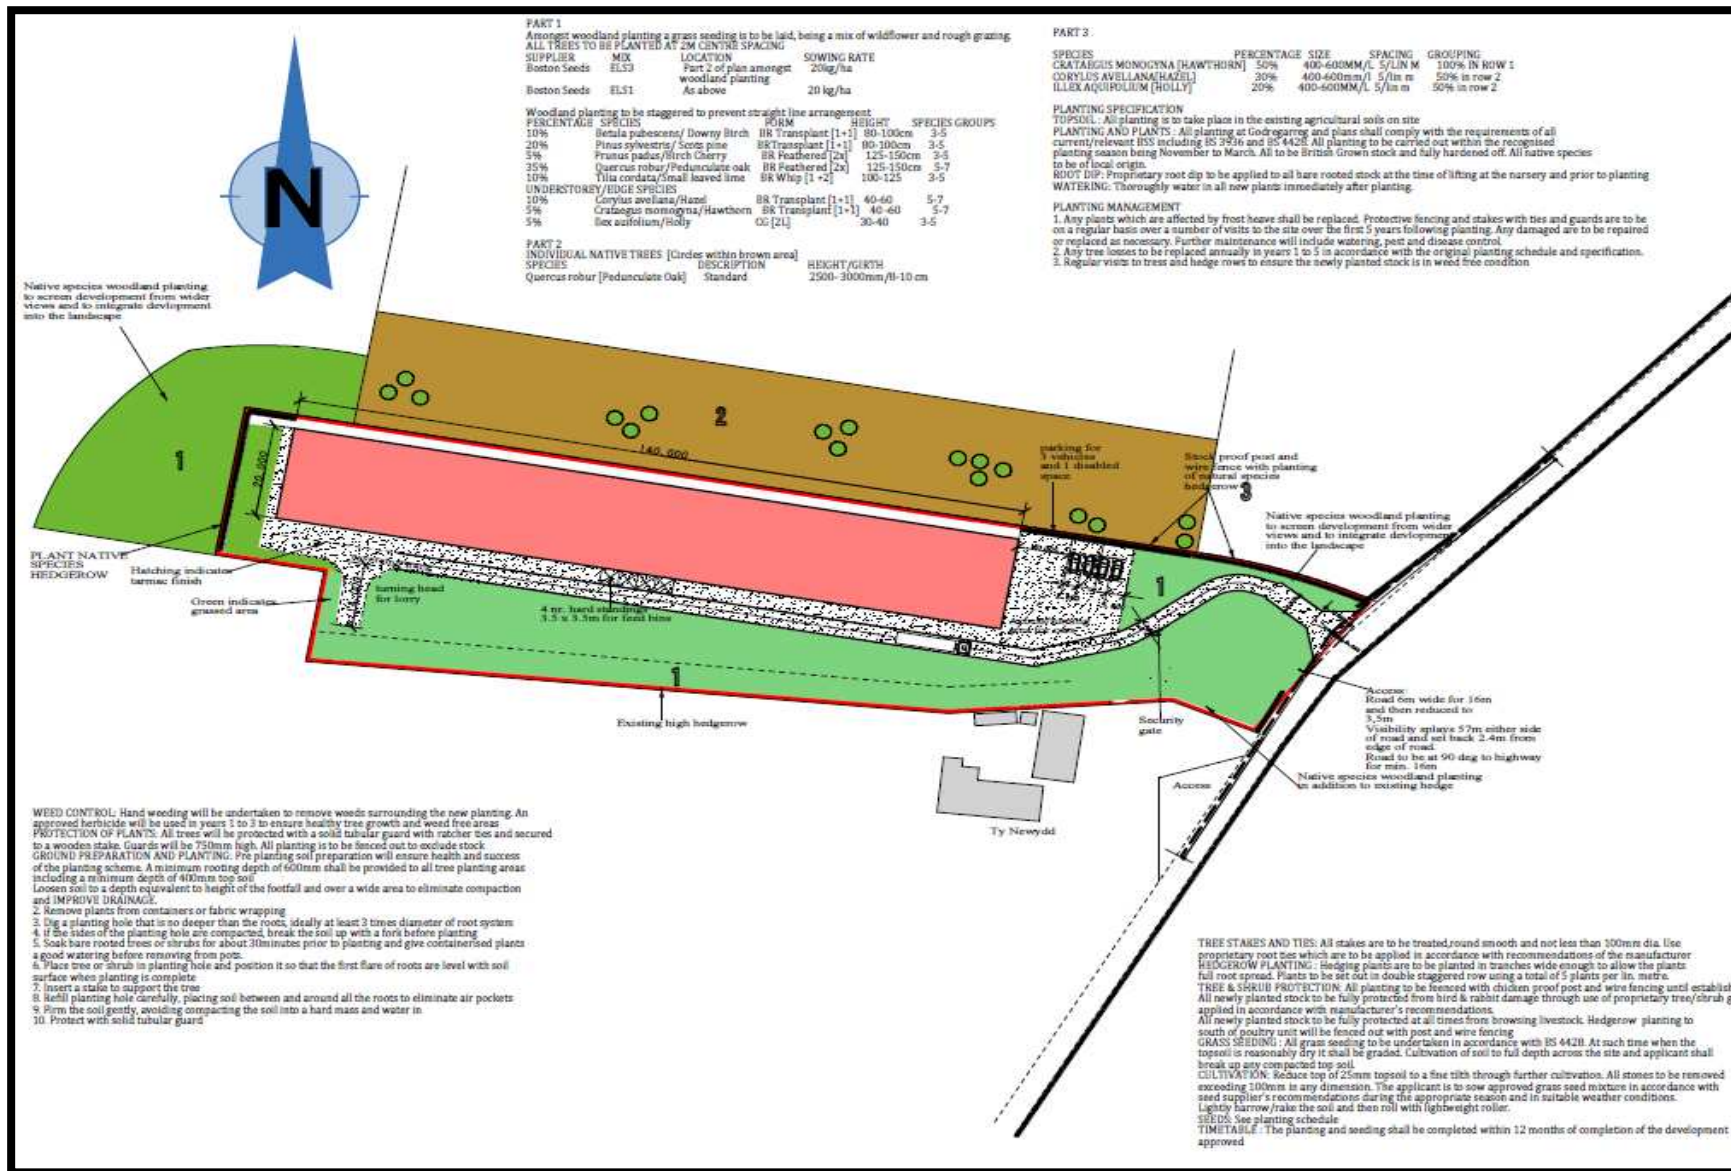 PART 1
Amongst woodland planting a grass seeding is to be laid, being a mix of wildflower and rough grazing.
ALL TREES TO BE PLANTED AT 2M CENTRE SPACING
SUPPLIER MIX LOCATION SOWING RATE
Boston Seeds ELS3 Part 2 of plan amongst 20kg/ha
woodland planting
Boston Seeds ELS1 As above 20 kg/ha
Woodland planting to be staggered to prevent straight line arrangement
PERCENTAGE SPECIES FORM HEIGHT SPECIES GROUPS
10% Betula pubescens/ Downy Birch BR Transplant [1+1] 80-100cm 3-5
20% Pinus sylvestris/ Scots pine BRTransplant [1+1] 80-100cm 3-5
5% Prunus padus/Birch Cherry BR Feathered [2x] 125-150cm 3-5
35% Quercus robur/Pedunculate oak BR Feathered [2x] 125-150cm 5-7
10% Tilia cordata/Small leaved lime BR Whip [1 +2] 100-125 3-5
UNDERSTOREY/EDGE SPECIES
10% Corylus avellana/Hazel BR Transplant [1+1] 40-60 5-7
5% Crataegus momogyna/Hawthorn BR Transplant [1+1] 40-60 5-7
5% Ilex auifolium/Holly CG [2L] 30-40 3-5
PART 2
INDIVIDUAL NATIVE TREES [Circles within brown area]
SPECIES DESCRIPTION HEIGHT/GIRTH
Quercus robur [Pedunculate Oak] Standard 2500-3000mm/8-10 cm
PART 3
SPECIES PERCENTAGE SIZE SPACING GROUPING
CRATAEGUS MONOGYNA [HAWTHORN] 50% 400-600MM/L 5/LIN M 100% IN ROW 1
CORYLUS AVELLANA[HAZEL] 30% 400-600mm/L 5/lin m 50% in row 2
ILLEX AQUIFOLIUM [HOLLY] 20% 400-600MM/L 5/lin m 50% in row 2
PLANTING SPECIFICATION
TOPSOIL : All planting is to take place in the existing agricultural soils on site
PLANTING AND PLANTS : All planting at Godregarreg and plans shall comply with the requirements of all
current/relevant BSS including BS 3936 and BS 4428. All planting to be carried out within the recognised
planting season being November to March. All to be British Grown stock and fully hardened off. All native species
to be of local origin.
ROOT DIP: Proprietary root dip to be applied to all bare rooted stock at the time of lifting at the nursery and prior to planting
WATERING: Thoroughly water in all new plants immediately after planting.
PLANTING MANAGEMENT
1. Any plants which are affected by frost heave shall be replaced. Protective fencing and stakes with ties and guards are to be
on a regular basis over a number of visits to the site over the first 5 years following planting. Any damaged are to be repaired
or replaced as necessary. Further maintenance will include watering, pest and disease control.
2. Any tree losses to be replaced annually in years 1 to 5 in accordance with the original planting schedule and specification.
3. Regular visits to tress and hedge rows to ensure the newly planted stock is in weed free condition
N
Native species woodland planting
to screen development from wider
views and to integrate devlopment
into the landscape
2
140.000
20.000
1
parking for
3 vehicles
and 1 disabled
space
Stock proof post and
wire fence with planting
of natural species
hedgerow
3
Native species woodland planting
to screen development from wider
views and to integrate devlopment
into the landscape
PLANT NATIVE
SPECIES
HEDGEROW
Hatching indicates
tarmac finish
Green indicates
grassed area
turning head
for lorry
4 nr. hard standings
3.5 x 3.5m for feed bins
1
1
Existing high hedgerow
Security
gate
Access
Road 6m wide for 16m
and then reduced to
3.5m
Visibility splays 57m either side
of road and set back 2.4m from
edge of road.
Road to be at 90 deg to highway
for min. 16m
Native species woodland planting
in addition to existing hedge
Access
Ty Newydd
WEED CONTROL: Hand weeding will be undertaken to remove weeds surrounding the new planting. An
approved herbicide will be used in years 1 to 3 to ensure healthy tree growth and weed free areas
PROTECTION OF PLANTS: All trees will be protected with a solid tubular guard with ratcher ties and secured
to a wooden stake. Guards will be 750mm high. All planting is to be fenced out to exclude stock
GROUND PREPARATION AND PLANTING: Pre planting soil preparation will ensure health and success
of the planting scheme. A minimum rooting depth of 600mm shall be provided to all tree planting areas
including a minimum depth of 400mm top soil
Loosen soil to a depth equivalent to height of the footfall and over a wide area to eliminate compaction
and IMPROVE DRAINAGE.
2. Remove plants from containers or fabric wrapping
3. Dig a planting hole that is no deeper than the roots, ideally at least 3 times diameter of root system
4. if the sides of the planting hole are compacted, break the soil up with a fork before planting
5. Soak bare rooted trees or shrubs for about 30minutes prior to planting and give containerised plants
a good watering before removing from pots.
6. Place tree or shrub in planting hole and position it so that the first flare of roots are level with soil
surface when planting is complete
7. Insert a stake to support the tree
8. Refill planting hole carefully, placing soil between and around all the roots to eliminate air pockets
9. Firm the soil gently, avoiding compacting the soil into a hard mass and water in
10. Protect with solid tubular guard
TREE STAKES AND TIES: All stakes are to be treated,round smooth and not less than 100mm dia. Use
proprietary root ties which are to be applied in accordance with recommendations of the manufacturer
HEDGEROW PLANTING : Hedging plants are to be planted in tranches wide enough to allow the plants
full root spread. Plants to be set out in double staggered row using a total of 5 plants per lin. metre.
TREE & SHRUB PROTECTION: All planting to be feenced with chicken proof post and wire fencing until establish
All newly planted stock to be fully protected from bird & rabbit damage through use of proprietary tree/shrub g
applied in accordance with manufacturer's recommendations.
All newly planted stock to be fully protected at all times from browsing livestock. Hedgerow planting to
south of poultry unit will be fenced out with post and wire fencing
GRASS SEEDING : All grass seeding to be undertaken in accordance with BS 4428. At such time when the
topsoil is reasonably dry it shall be graded. Cultivation of soil to full depth across the site and applicant shall
break up any compacted top soil.
CULTIVATION: Reduce top of 25mm topsoil to a fine tilth through further cultivation. All stones to be removed
exceeding 100mm in any dimension. The applicant is to sow approved grass seed mixture in accordance with
seed supplier's recommendations during the appropriate season and in suitable weather conditions.
Lightly harrow/rake the soil and then roll with lightweight roller.
SEEDS: See planting schedule
TIMETABLE : The planting and seeding shall be completed within 12 months of completion of the development
approved